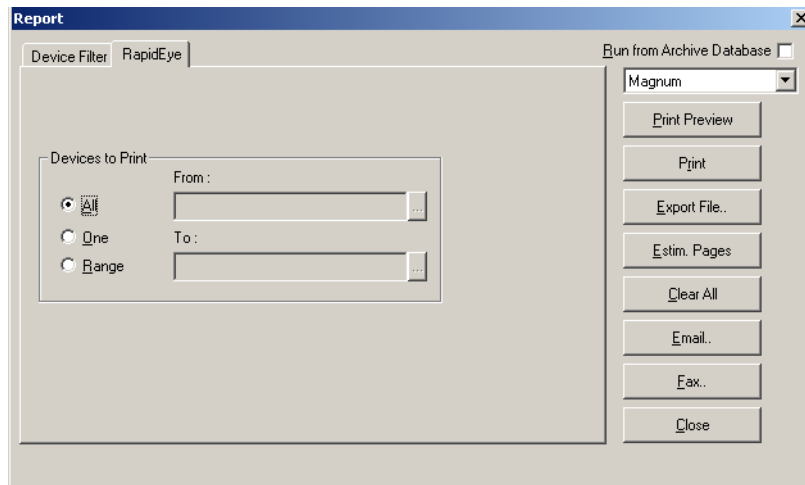 Report
Device Filter
RapidEye
Run from Archive Database
Magnum
Print Preview
Devices to Print
From :
Print
All
...
Export File..
One
To :
Range
...
Estim. Pages
Clear All
Email..
Fax..
Close